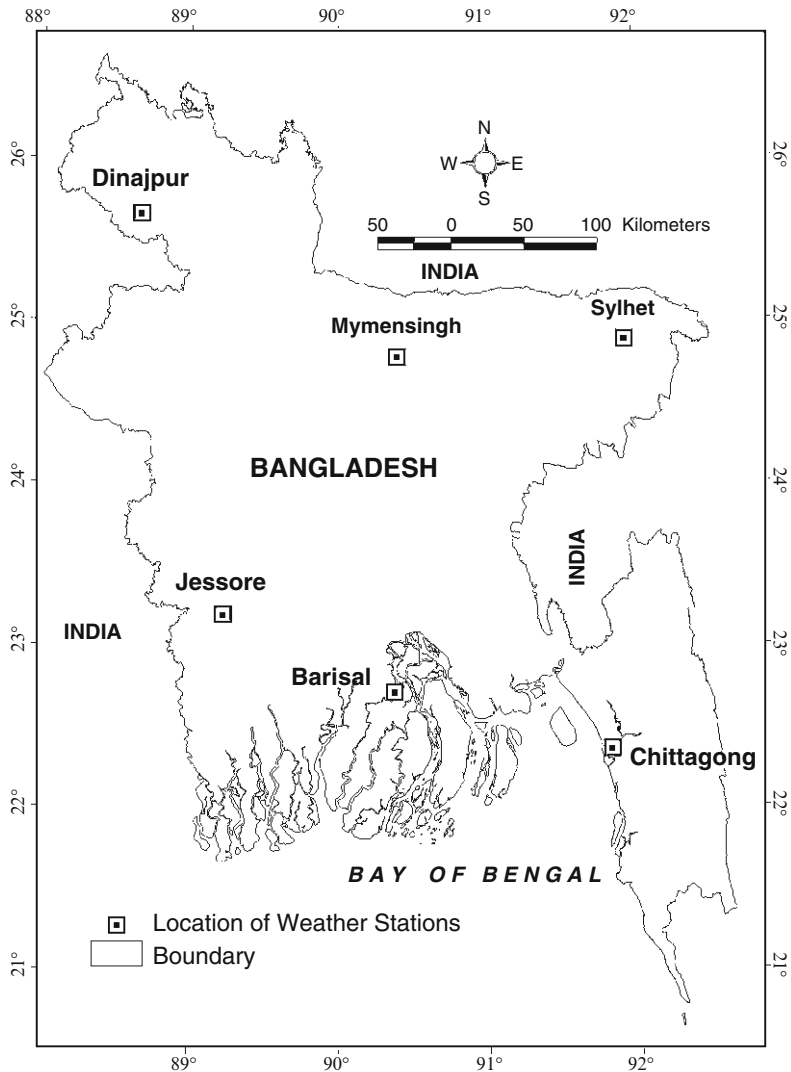 88° 89° 90° 91° 92°
N
W E
S
26° 26°
Dinajpur
50 0 50 100 Kilometers
INDIA
Sylhet
25° 25°
Mymensingh
BANGLADESH
24° 24°
INDIA
Jessore
INDIA
23° 23°
Barisal
Chittagong
22° 22°
BAY OF BENGAL
Location of Weather Stations
Boundary
21° 21°
89° 90° 91° 92°